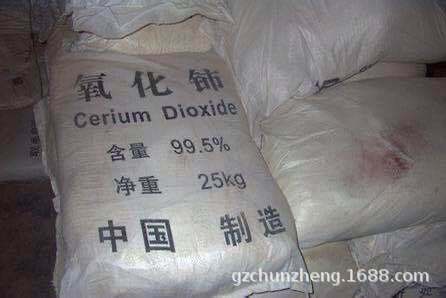 氧化铈
Cerium Dioxide
含量 99.5%
净重 25kg
中国 制造
gzchunzheng.1688.com